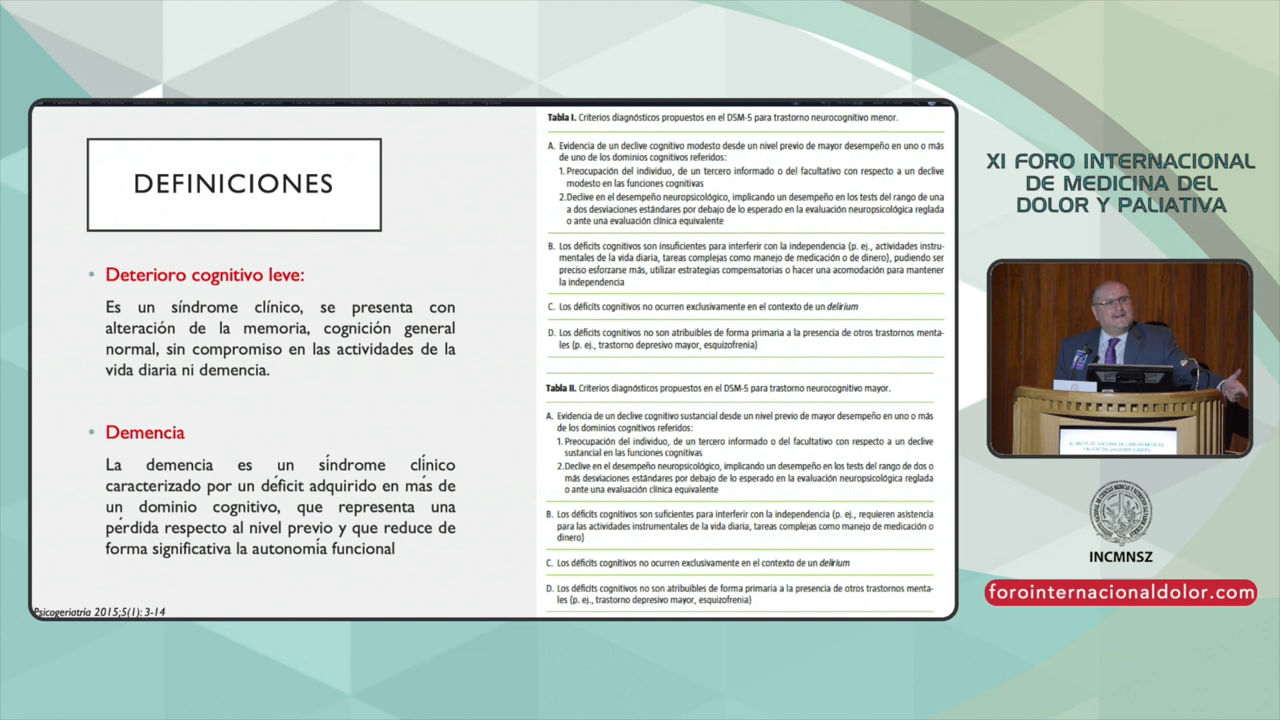 DEFINICIONES
• Deterioro cognitivo leve:
Es un síndrome clínico, se presenta con
alteración de la memoria, cognición general
normal, sin compromiso en las actividades de la
vida diaria ni demencia.
• Demencia
La demencia es un síndrome clínico
caracterizado por un déficit adquirido en más de
un dominio cognitivo, que representa una
pérdida respecto al nivel previo y que reduce de
forma significativa la autonomía funcional
Psicogeriatría 2015;5(1): 3-14
Tabla I. Criterios diagnósticos propuestos en el DSM-5 para trastorno neurocognitivo menor.
A. Evidencia de un declive cognitivo modesto desde un nivel previo de mayor desempeño en uno o más
de uno de los dominios cognitivos referidos:
1. Preocupación del individuo, de un tercero informado o del facultativo con respecto a un declive
modesto en las funciones cognitivas
2.Declive en el desempeño neuropsicológico, implicando un desempeño en los tests del rango de una
a dos desviaciones estándares por debajo de lo esperado en la evaluación neuropsicológica reglada
o ante una evaluación clínica equivalente
B. Los déficits cognitivos son insuficientes para interferir con la independencia (p. ej., actividades instru-
mentales de la vida diaria, tareas complejas como manejo de medicación o de dinero), pudiendo ser
preciso esforzarse más, utilizar estrategias compensatorias o hacer una acomodación para mantener
la independencia
C. Los déficits cognitivos no ocurren exclusivamente en el contexto de un delirium
D. Los déficits cognitivos no son atribuibles de forma primaria a la presencia de otros trastornos menta-
les (p. ej., trastorno depresivo mayor, esquizofrenia)
Tabla II. Criterios diagnósticos propuestos en el DSM-5 para trastorno neurocognitivo mayor.
A. Evidencia de un declive cognitivo sustancial desde un nivel previo de mayor desempeño en uno o más
de los dominios cognitivos referidos:
1. Preocupación del individuo, de un tercero informado o del facultativo con respecto a un declive
sustancial en las funciones cognitivas
2.Declive en el desempeño neuropsicológico, implicando un desempeño en los tests del rango de dos o
más desviaciones estándares por debajo de lo esperado en la evaluación neuropsicológica reglada
o ante una evaluación clínica equivalente
B. Los déficits cognitivos son suficientes para interferir con la independencia (p. ej., requieren asistencia
para las actividades instrumentales de la vida diaria, tareas complejas como manejo de medicación o
dinero)
C. Los déficits cognitivos no ocurren exclusivamente en el contexto de un delirium
D. Los déficits cognitivos no son atribuibles de forma primaria a la presencia de otros trastornos menta-
les (p. ej., trastorno depresivo mayor, esquizofrenia)
XI FORO INTERNACIONAL
DE MEDICINA DEL
DOLOR Y PALIATIVA
INCMNSZ
forointernacionaldolor.com